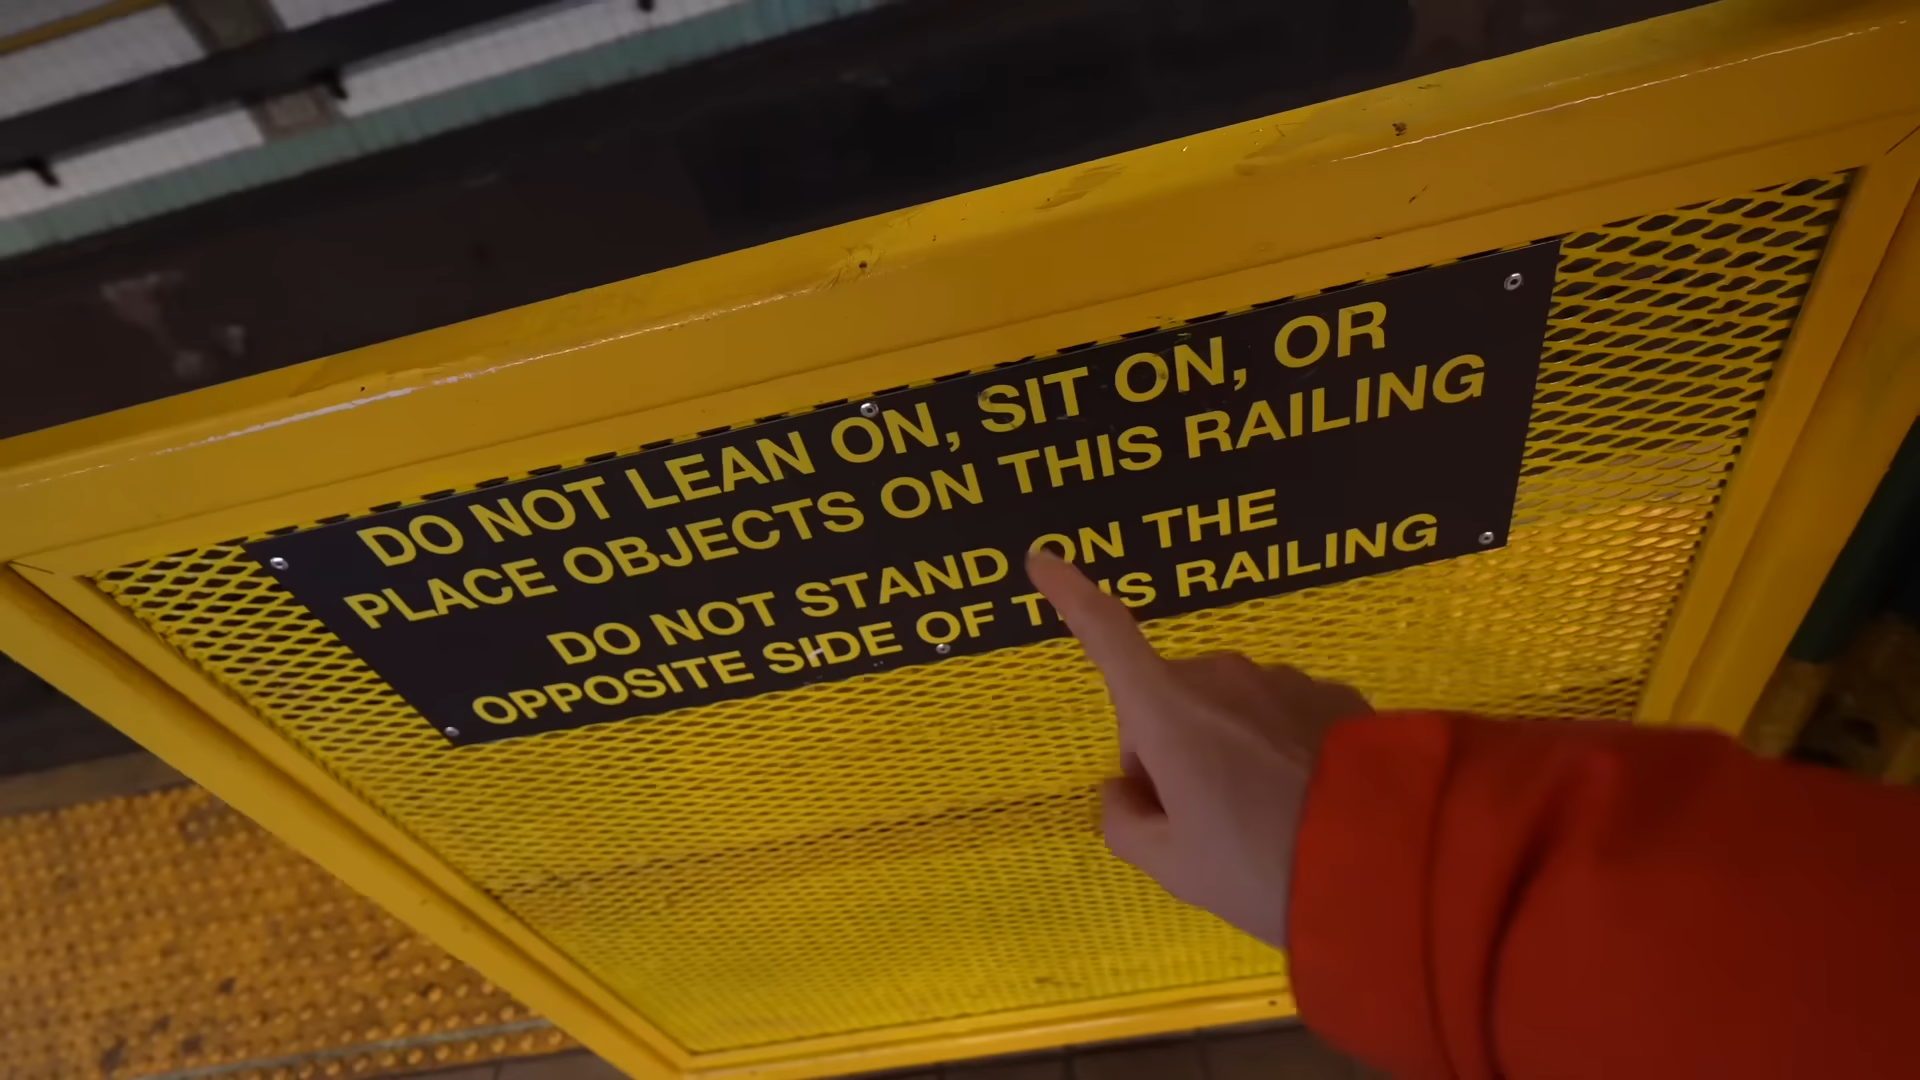 DO NOT LEAN ON, SIT ON, OR
PLACE OBJECTS ON THIS RAILING
DO NOT STAND ON THE
OPPOSITE SIDE OF THIS RAILING